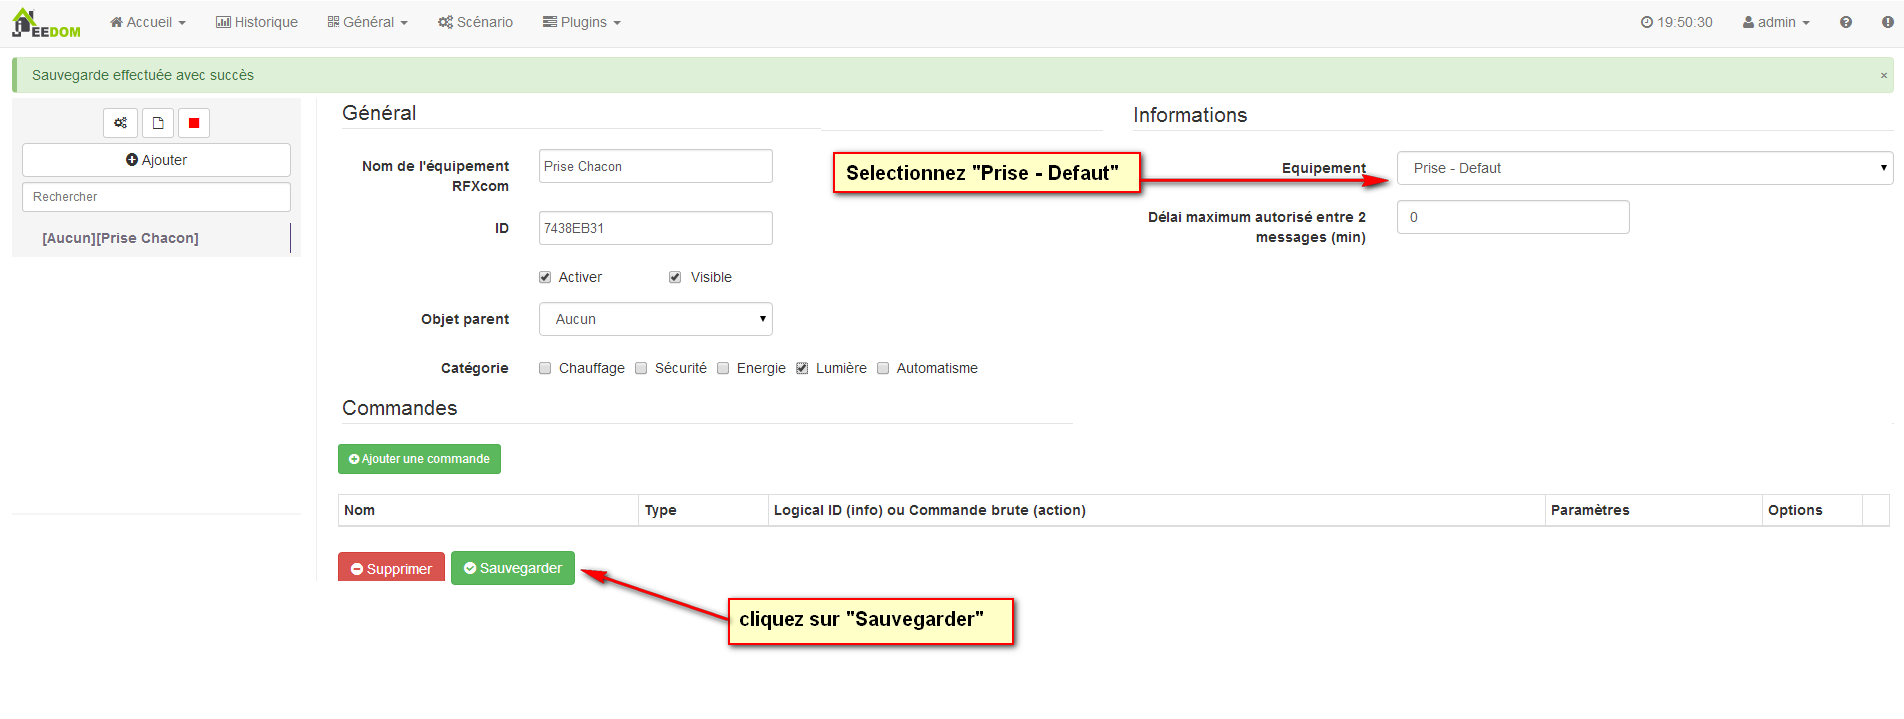 JEEDOM Accueil Historique Général Scénario Plugins 19:50:30 admin
Sauvegarde effectuée avec succès ×
Ajouter
Rechercher
[Aucun][Prise Chacon]
Général
Nom de l'équipement
RFXcom
Prise Chacon
ID 7438EB31
Activer Visible
Objet parent Aucun
Catégorie Chauffage Sécurité Energie Lumière Automatisme
Informations
Selectionnez "Prise - Defaut"
Equipement Prise - Defaut
Délai maximum autorisé entre 2
messages (min)
0
Commandes
Ajouter une commande
Nom Type Logical ID (info) ou Commande brute (action) Paramètres Options
Supprimer Sauvegarder
cliquez sur "Sauvegarder"